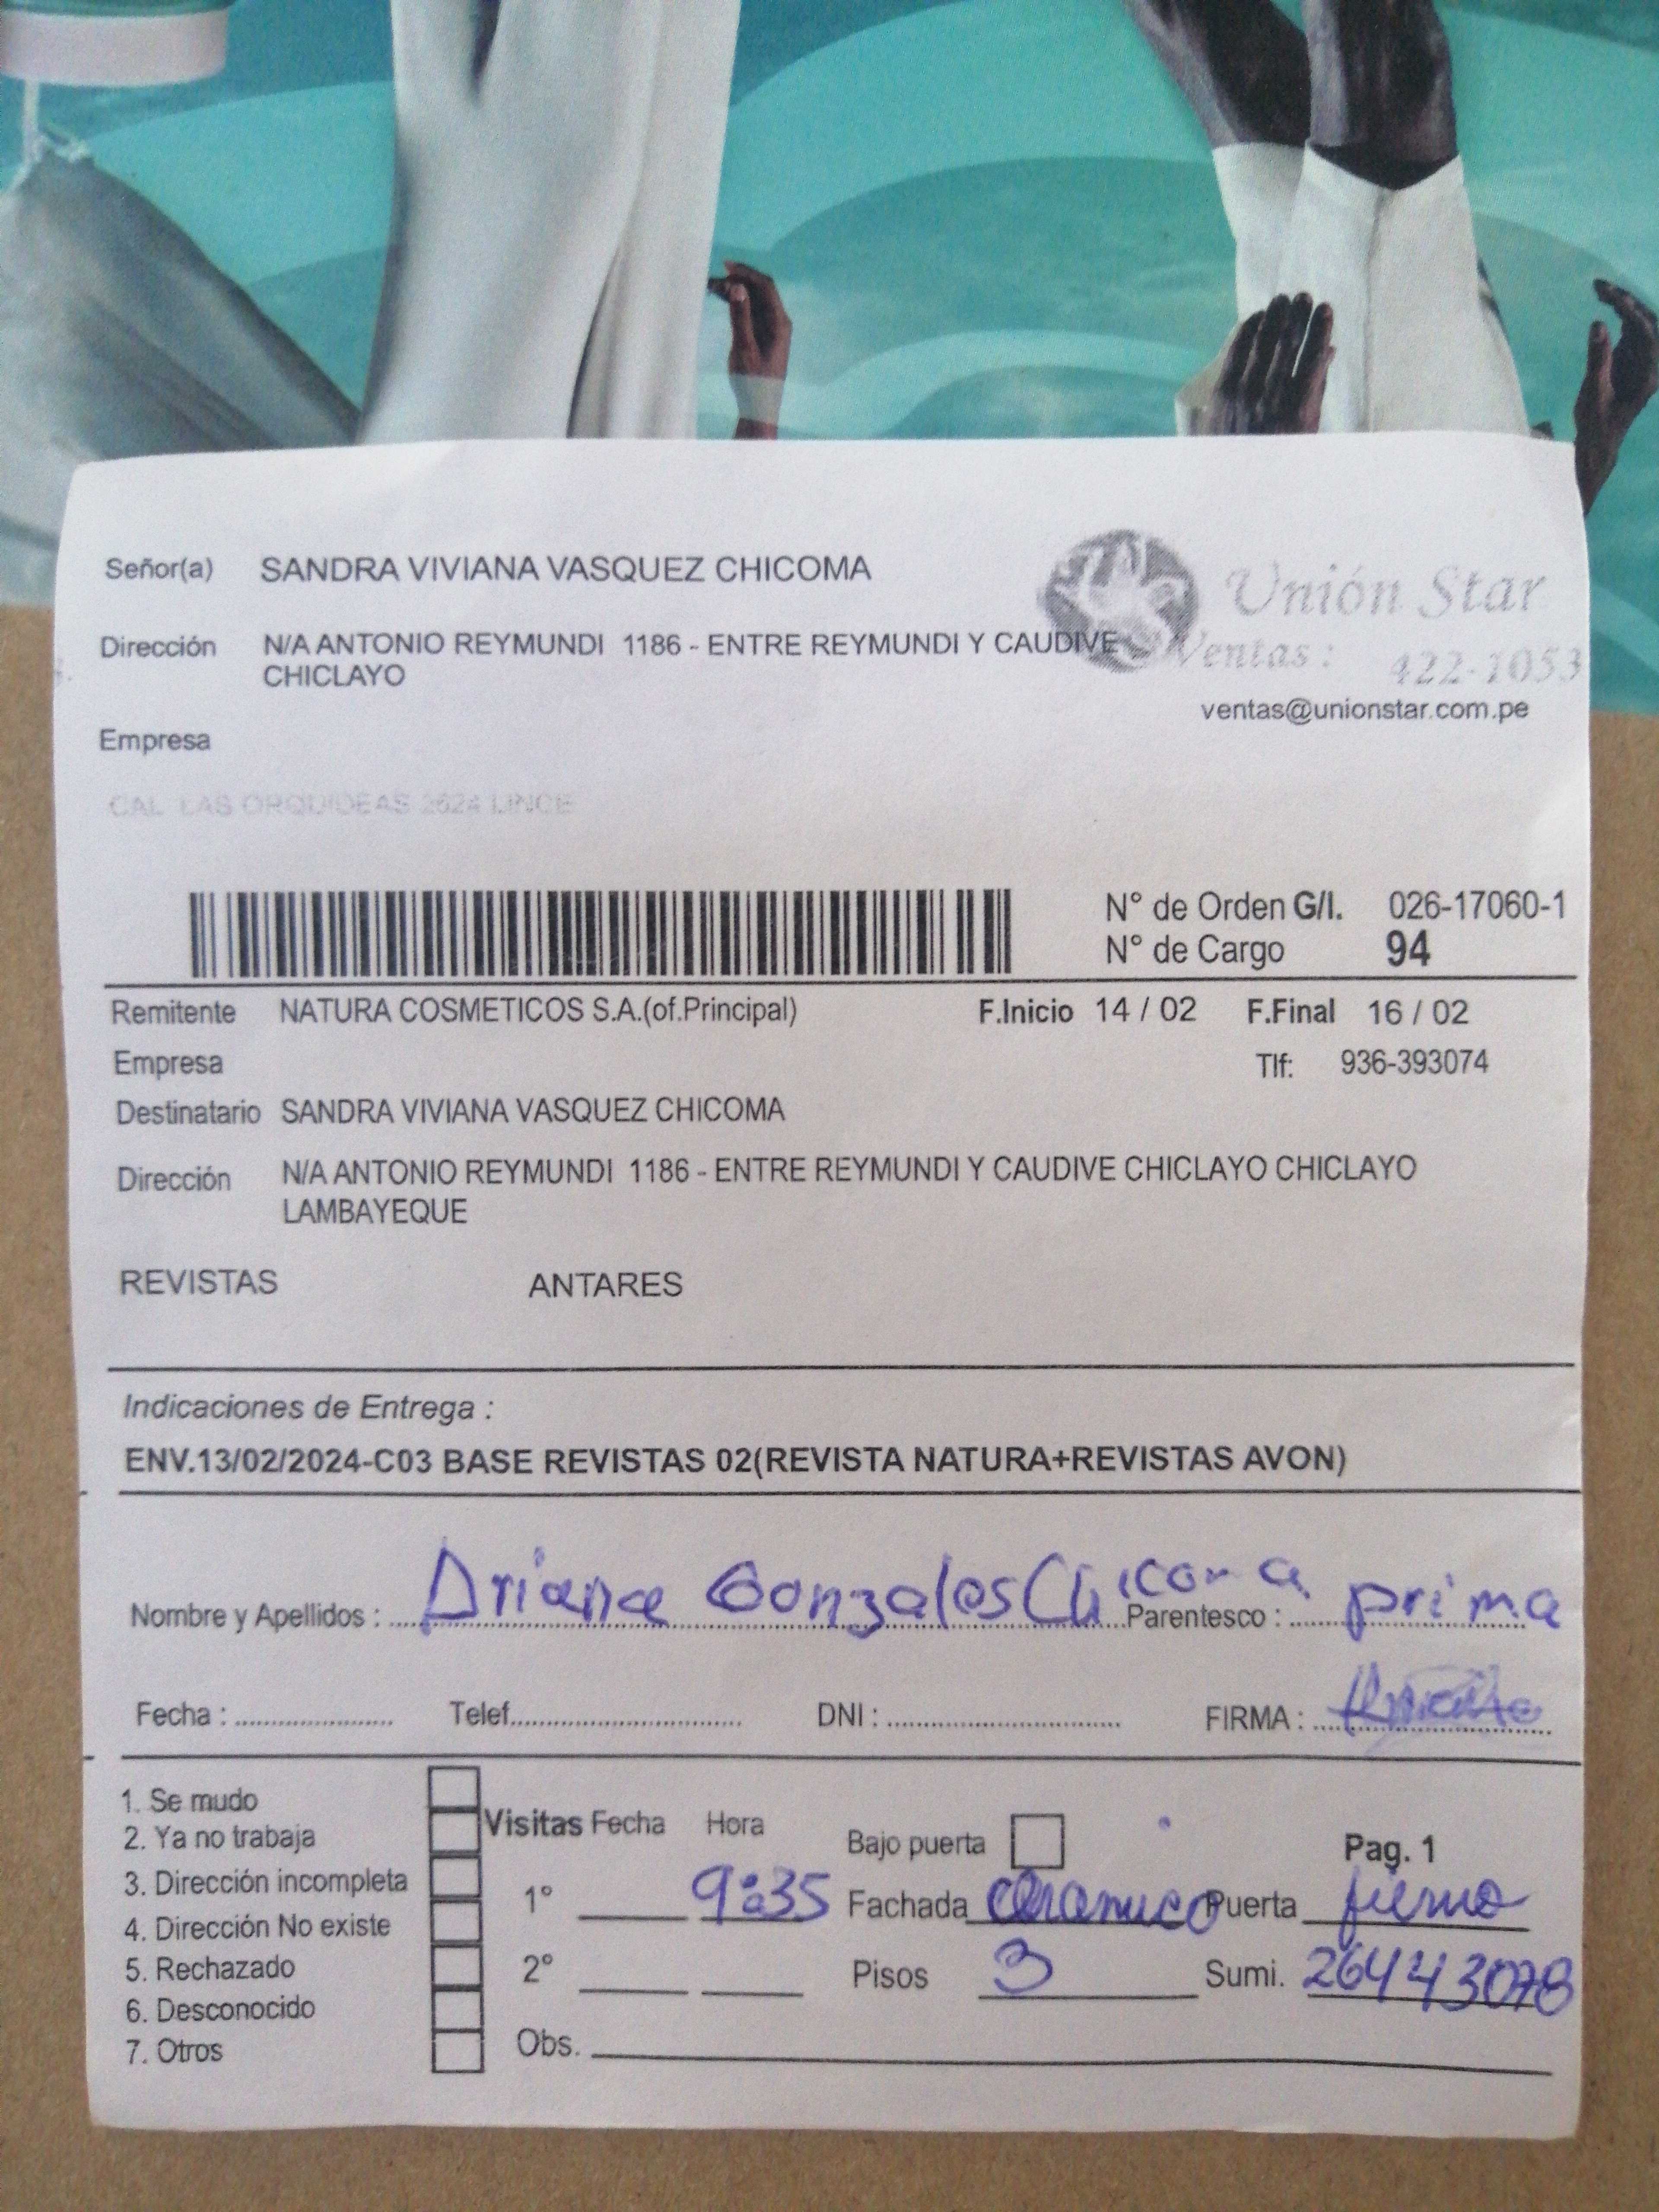 Señor(a) SANDRA VIVIANA VASQUEZ CHICOMA
Unión Star
Dirección N/A ANTONIO REYMUNDI 1186 - ENTRE REYMUNDI Y CAUDIVE
CHICLAYO
Ventas: 422-1053
ventas@unionstar.com.pe
Empresa
CAL LAS ORQUIDEAS 2624 LINCE
N° de Orden G/I. 026-17060-1
N° de Cargo 94
Remitente NATURA COSMETICOS S.A.(of.Principal) F.Inicio 14 / 02 F.Final 16 / 02
Empresa Tlf: 936-393074
Destinatario SANDRA VIVIANA VASQUEZ CHICOMA
Dirección N/A ANTONIO REYMUNDI 1186 - ENTRE REYMUNDI Y CAUDIVE CHICLAYO CHICLAYO
LAMBAYEQUE
REVISTAS ANTARES
Indicaciones de Entrega :
ENV.13/02/2024-C03 BASE REVISTAS 02(REVISTA NATURA+REVISTAS AVON)
Nombre y Apellidos : Ariana Gonzales Chicoma Parentesco : prima
Fecha : Telef. DNI : FIRMA :
1. Se mudo
2. Ya no trabaja
3. Dirección incompleta
4. Dirección No existe
5. Rechazado
6. Desconocido
7. Otros
Visitas Fecha Hora Bajo puerta Pag. 1
1° 9:35 Fachada ceramico Puerta fierro
2° Pisos 3 Sumi. 26443078
Obs.